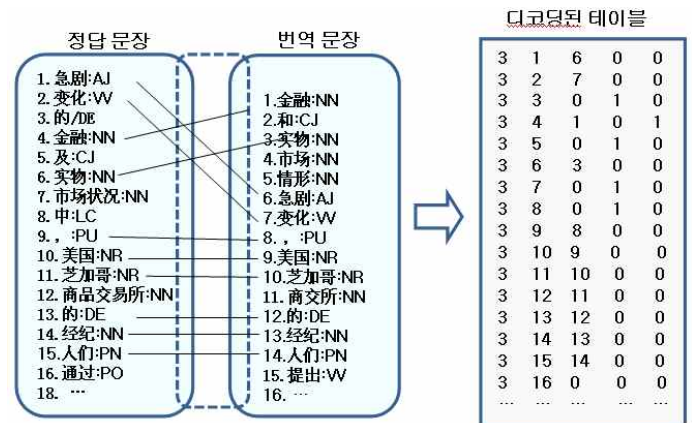 정답 문장
1. 急剧:AJ
2. 变化:VV
3. 的/DE
4. 金融:NN
5. 及:CJ
6. 实物:NN
7. 市场状况:NN
8. 中:LC
9. , :PU
10. 美国:NR
11. 芝加哥:NR
12. 商品交易所:NN
13. 的:DE
14. 经纪:NN
15. 人们:PN
16. 通过:PO
18. …
번역 문장
1.金融:NN
2.和:CJ
3.实物:NN
4.市场:NN
5.情形:NN
6.急剧:AJ
7.变化:VV
8. , :PU
9.美国:NR
10.芝加哥:NR
11. 商交所:NN
12.的:DE
13.经纪:NN
14.人们:PN
15. 提出:VV
16. …
디코딩된 테이블
3 1 6 0 0
3 2 7 0 0
3 3 0 1 0
3 4 1 0 1
3 5 0 1 0
3 6 3 0 0
3 7 0 1 0
3 8 0 1 0
3 9 8 0 0
3 10 9 0 0
3 11 10 0 0
3 12 11 0 0
3 13 12 0 0
3 14 13 0 0
3 15 14 0 0
3 16 0 0 0
… … … … …